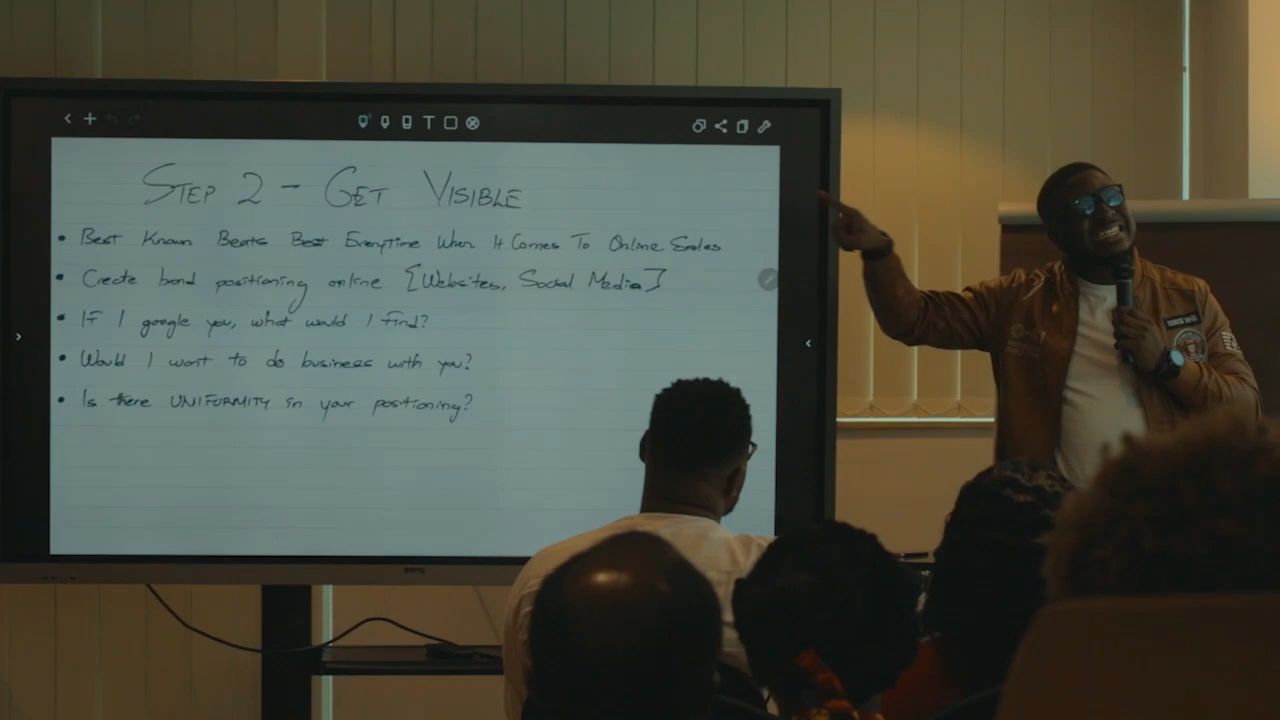 STEP 2 - GET VISIBLE
• Best Known Beats Best Everytime When It Comes To Online Sales
• Create brand positioning online [Websites, Social Media]
• If I google you, what would I find?
• Would I want to do business with you?
• Is there UNIFORMITY in your positioning?
BenQ